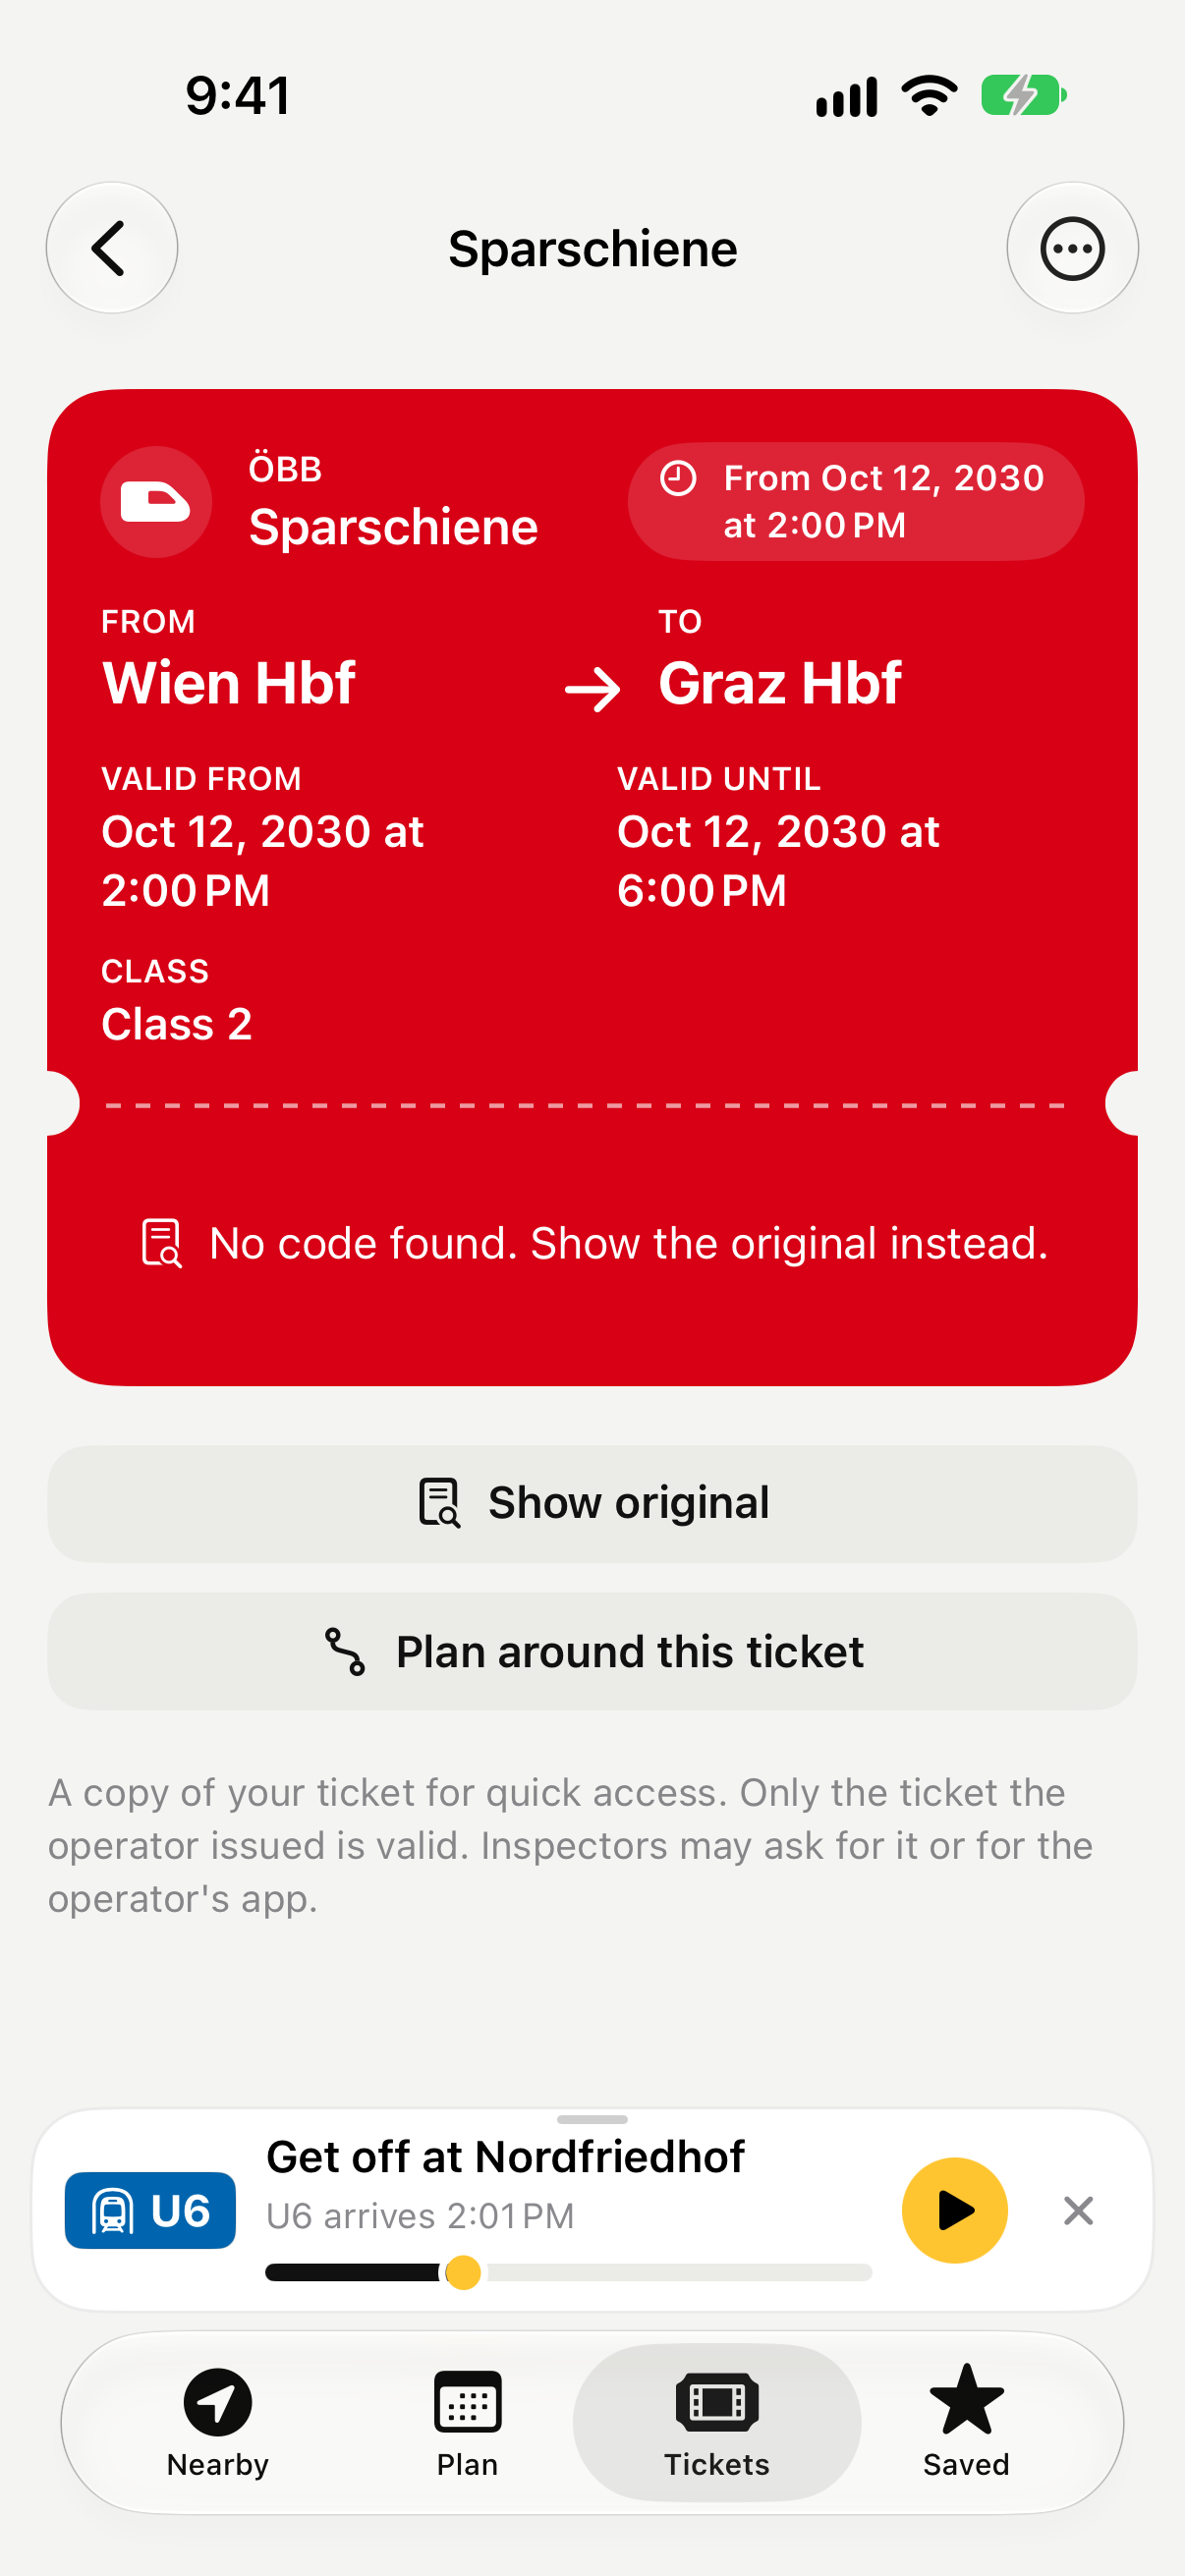 9:41
Sparschiene
ÖBB
Sparschiene
From Oct 12, 2030
at 2:00 PM
FROM
Wien Hbf
TO
Graz Hbf
VALID FROM
Oct 12, 2030 at
2:00 PM
VALID UNTIL
Oct 12, 2030 at
6:00 PM
CLASS
Class 2
No code found. Show the original instead.
Show original
Plan around this ticket
A copy of your ticket for quick access. Only the ticket the
operator issued is valid. Inspectors may ask for it or for the
operator's app.
U6
Get off at Nordfriedhof
U6 arrives 2:01 PM
Nearby
Plan
Tickets
Saved